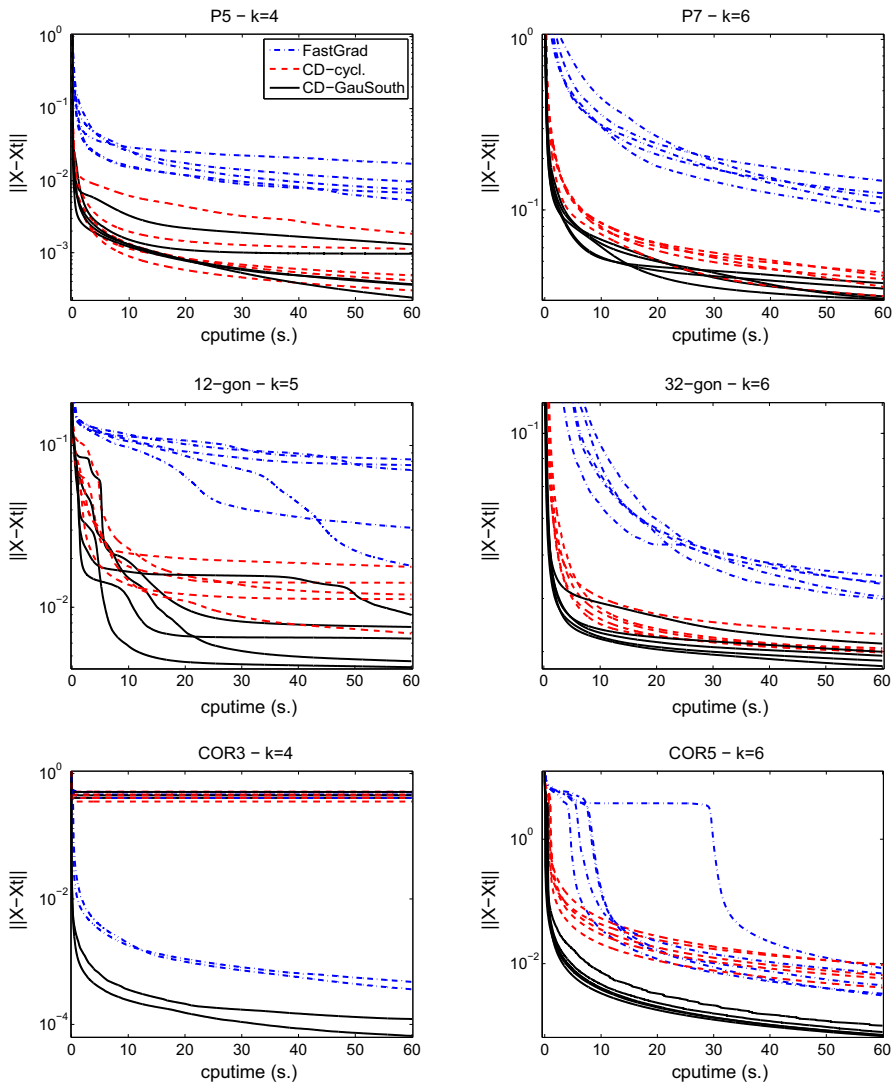 P5 − k=4
10^0
10^−1
10^−2
10^−3
||X−Xt||
0 10 20 30 40 50 60
cputime (s.)
FastGrad
CD−cycl.
CD−GauSouth
P7 − k=6
10^0
10^−1
||X−Xt||
0 10 20 30 40 50 60
cputime (s.)
12−gon − k=5
10^−1
10^−2
||X−Xt||
0 10 20 30 40 50 60
cputime (s.)
32−gon − k=6
10^−1
||X−Xt||
0 10 20 30 40 50 60
cputime (s.)
COR3 − k=4
10^0
10^−2
10^−4
||X−Xt||
0 10 20 30 40 50 60
cputime (s.)
COR5 − k=6
10^0
10^−2
||X−Xt||
0 10 20 30 40 50 60
cputime (s.)